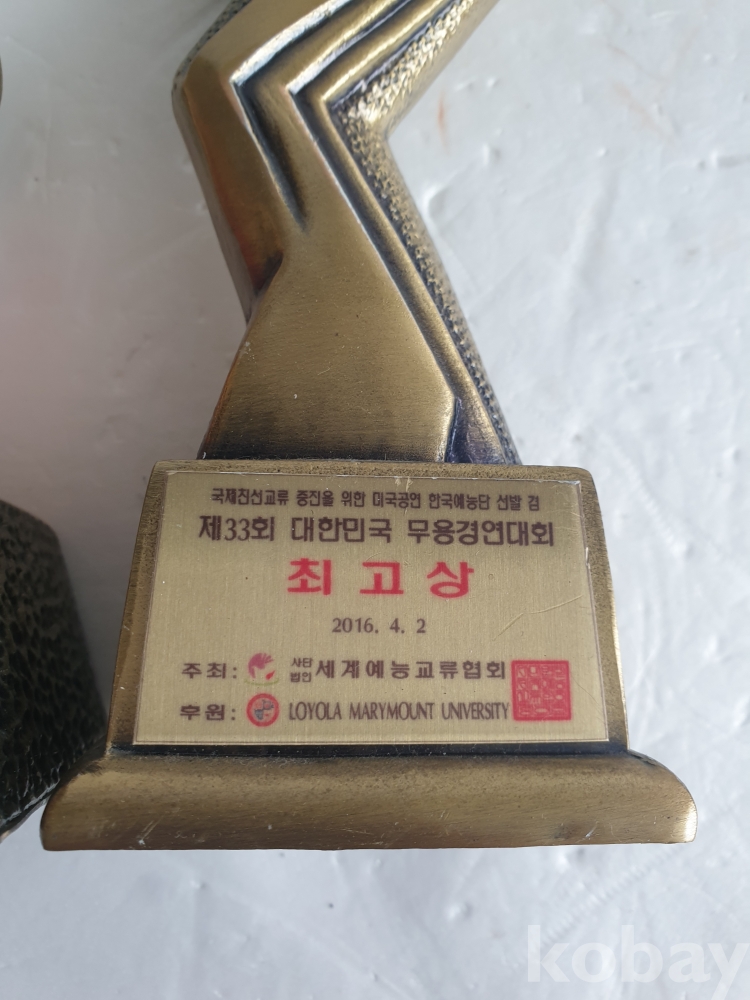 국제친선교류 증진을 위한 미국공연 한국예능단 선발 겸
제33회 대한민국 무용경연대회
최고상
2016. 4. 2
주최: 사단법인 세계예능교류협회
후원: LOYOLA MARYMOUNT UNIVERSITY
kobay